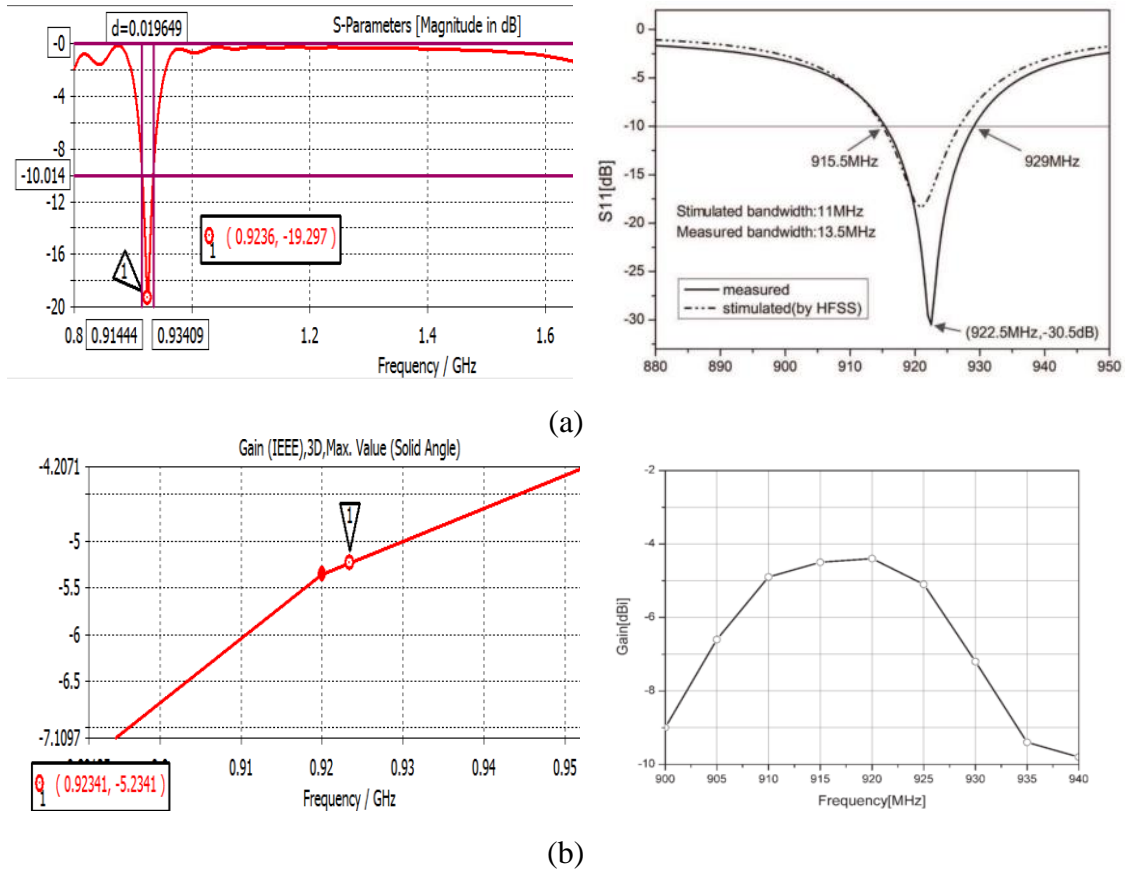 d=0.019649
S-Parameters [Magnitude in dB]
-0
-4
-8
-10.014
-12
-16
-20
1
1
( 0.9236, -19.297 )
0.8
0.91444
0.93409
1.2
1.4
1.6
Frequency / GHz
0
-5
-10
-15
-20
-25
-30
S11[dB]
915.5MHz
929MHz
Stimulated bandwidth:11MHz
Measured bandwidth:13.5MHz
measured
stimulated(by HFSS)
(922.5MHz,-30.5dB)
880 890 900 910 920 930 940 950
(a)
Gain (IEEE),3D,Max. Value (Solid Angle)
-4.2071
-5
-5.5
-6
-6.5
-7.1097
1
1
( 0.92341, -5.2341 )
0.91 0.92 0.93 0.94 0.95
Frequency / GHz
-2
-4
-6
-8
-10
Gain[dBi]
900 905 910 915 920 925 930 935 940
Frequency[MHz]
(b)